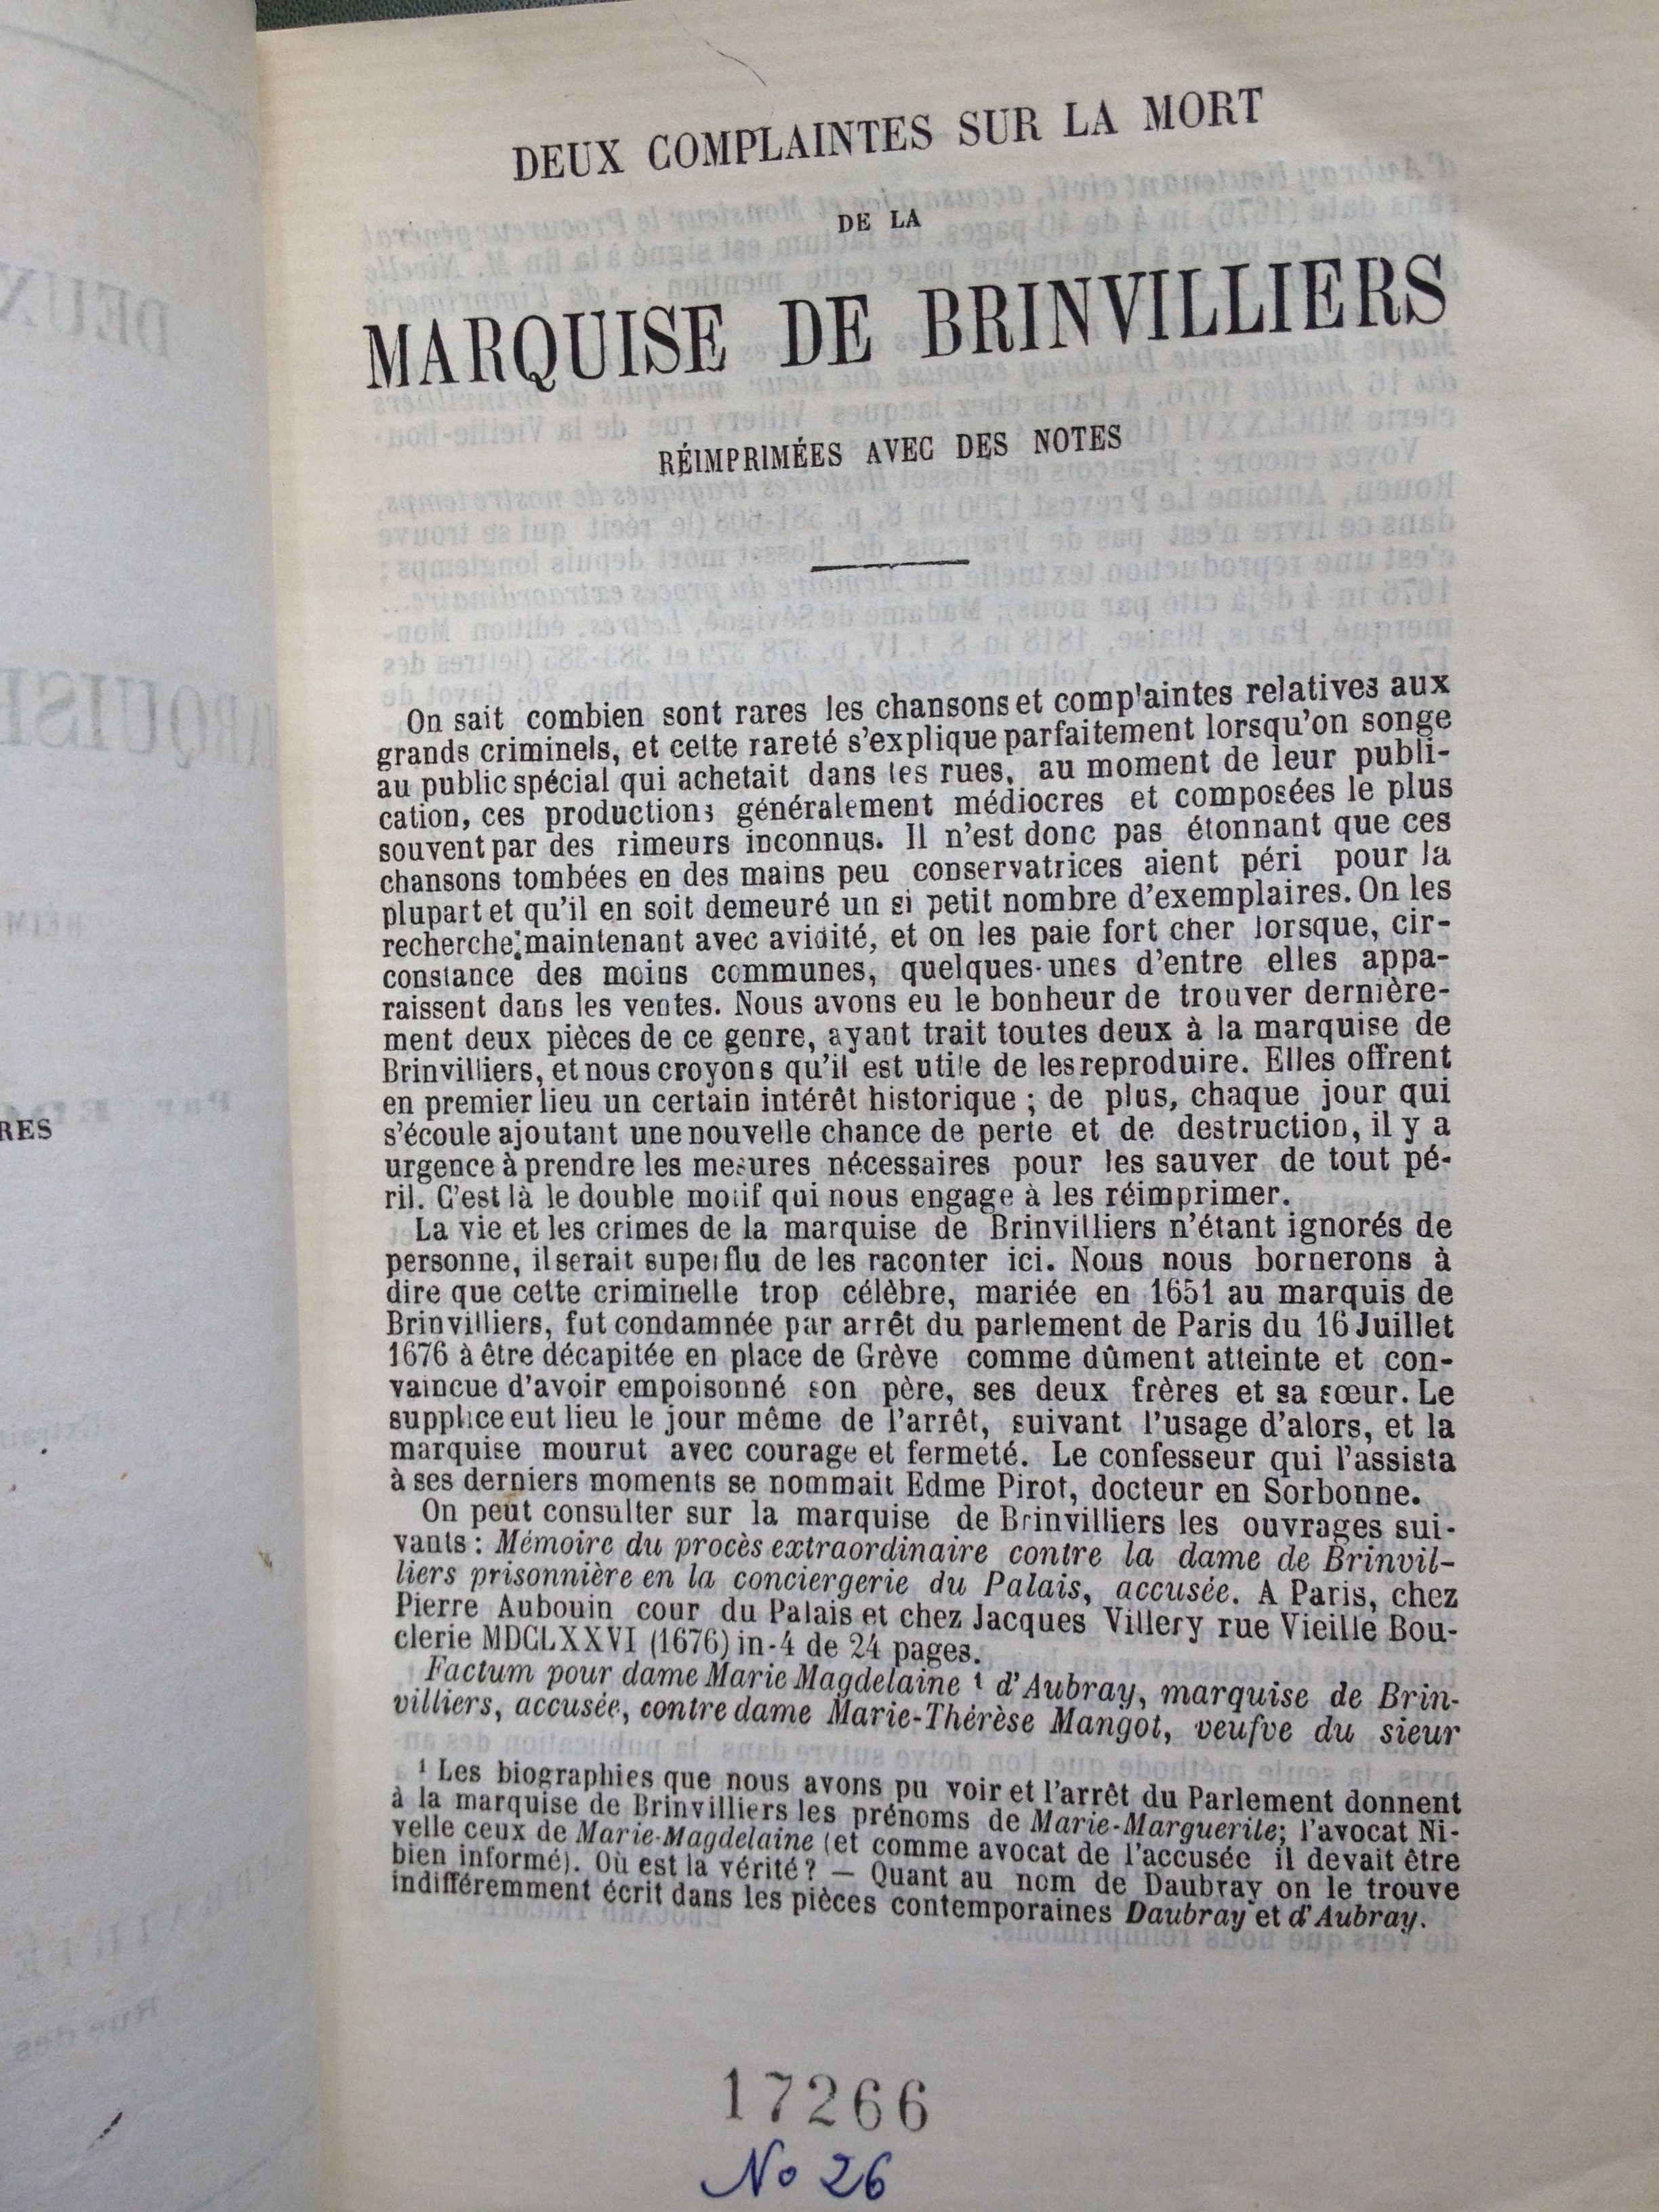 DEUX COMPLAINTES SUR LA MORT
DE LA
MARQUISE DE BRINVILLIERS
RÉIMPRIMÉES AVEC DES NOTES
On sait combien sont rares les chansons et comp'aintes relatives aux
grands criminels, et cette rareté s'explique parfaitement lorsqu'on songe
au public spécial qui achetait dans les rues, au moment de leur publi-
cation, ces productions généralement médiocres et composées le plus
souvent par des rimeurs inconnus. Il n'est donc pas étonnant que ces
chansons tombées en des mains peu conservatrices aient péri pour la
plupart et qu'il en soit demeuré un si petit nombre d'exemplaires. On les
recherche maintenant avec avidité, et on les paie fort cher lorsque, cir-
constance des moins communes, quelques-unes d'entre elles appa-
raissent dans les ventes. Nous avons eu le bonheur de trouver dernière-
ment deux pièces de ce genre, ayant trait toutes deux à la marquise de
Brinvilliers, et nous croyons qu'il est utile de les reproduire. Elles offrent
en premier lieu un certain intérêt historique ; de plus, chaque jour qui
s'écoule ajoutant une nouvelle chance de perte et de destruction, il y a
urgence à prendre les mesures nécessaires pour les sauver de tout pé-
ril. C'est là le double motif qui nous engage à les réimprimer.
La vie et les crimes de la marquise de Brinvilliers n'étant ignorés de
personne, il serait superflu de les raconter ici. Nous nous bornerons à
dire que cette criminelle trop célèbre, mariée en 1651 au marquis de
Brinvilliers, fut condamnée par arrêt du parlement de Paris du 16 Juillet
1676 à être décapitée en place de Grève comme dûment atteinte et con-
vaincue d'avoir empoisonné son père, ses deux frères et sa sœur. Le
supplice eut lieu le jour même de l'arrêt, suivant l'usage d'alors, et la
marquise mourut avec courage et fermeté. Le confesseur qui l'assista
à ses derniers moments se nommait Edme Pirot, docteur en Sorbonne.
On peut consulter sur la marquise de Brinvilliers les ouvrages sui-
vants : Mémoire du procès extraordinaire contre la dame de Brinvil-
liers prisonnière en la conciergerie du Palais, accusée. A Paris, chez
Pierre Aubouin cour du Palais et chez Jacques Villery rue Vieille Bou-
clerie MDCLXXVI (1676) in-4 de 24 pages.
Factum pour dame Marie Magdelaine ¹ d'Aubray, marquise de Brin-
villiers, accusée, contre dame Marie-Thérèse Mangot, veufve du sieur
¹ Les biographies que nous avons pu voir et l'arrêt du Parlement donnent
à la marquise de Brinvilliers les prénoms de Marie-Marguerite; l'avocat Ni-
velle ceux de Marie-Magdelaine (et comme avocat de l'accusée il devait être
bien informé). Où est la vérité ? — Quant au nom de Daubray on le trouve
indifféremment écrit dans les pièces contemporaines Daubray et d'Aubray.
17266
No 26
RES